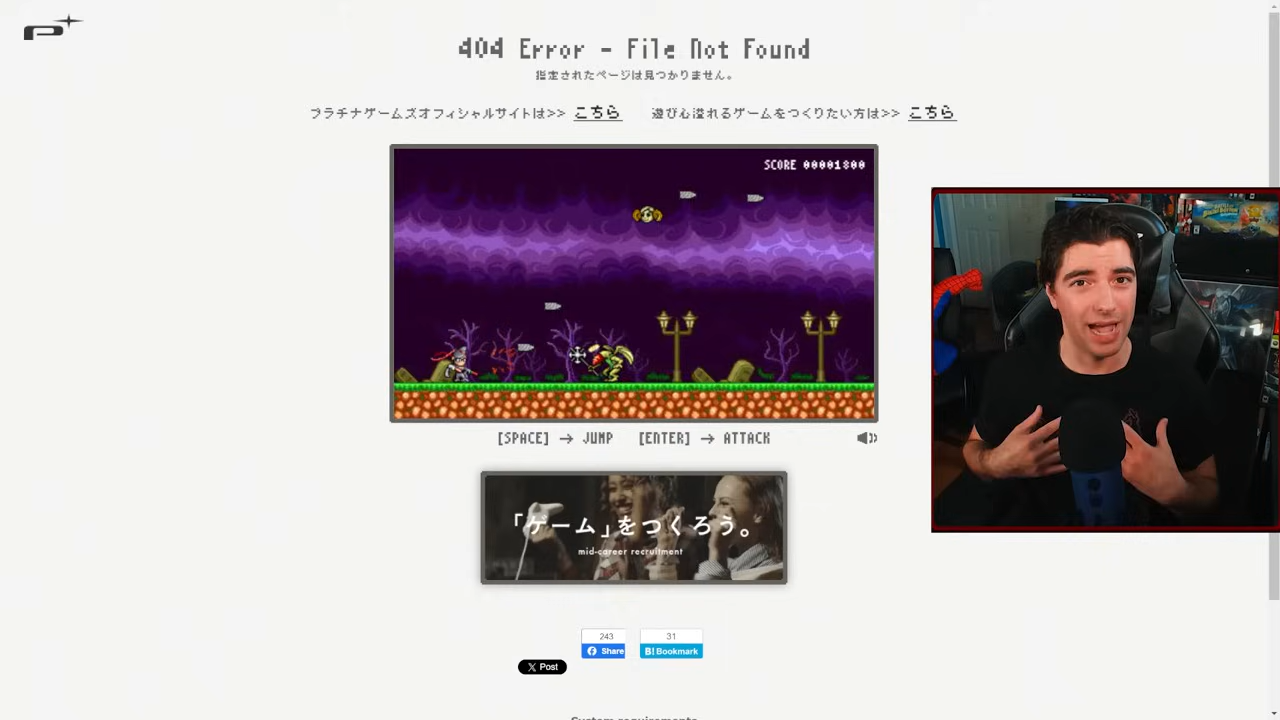 P
404 Error - File Not Found
指定されたページは見つかりません。
プラチナゲームズオフィシャルサイトは>> こちら 遊び心溢れるゲームをつくりたい方は>> こちら
SCORE 00001800
[SPACE] → JUMP [ENTER] → ATTACK
「ゲーム」をつくろう。
mid-career recruitment
243
Share
31
B! Bookmark
X Post
System requirements